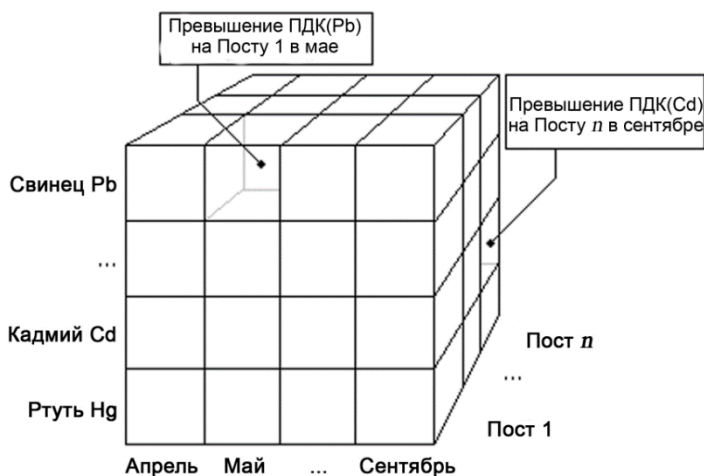 Превышение ПДК(Pb)
на Посту 1 в мае
Превышение ПДК(Cd)
на Посту n в сентябре
Свинец Pb
...
Кадмий Cd
Ртуть Hg
Пост n
...
Пост 1
Апрель Май ... Сентябрь